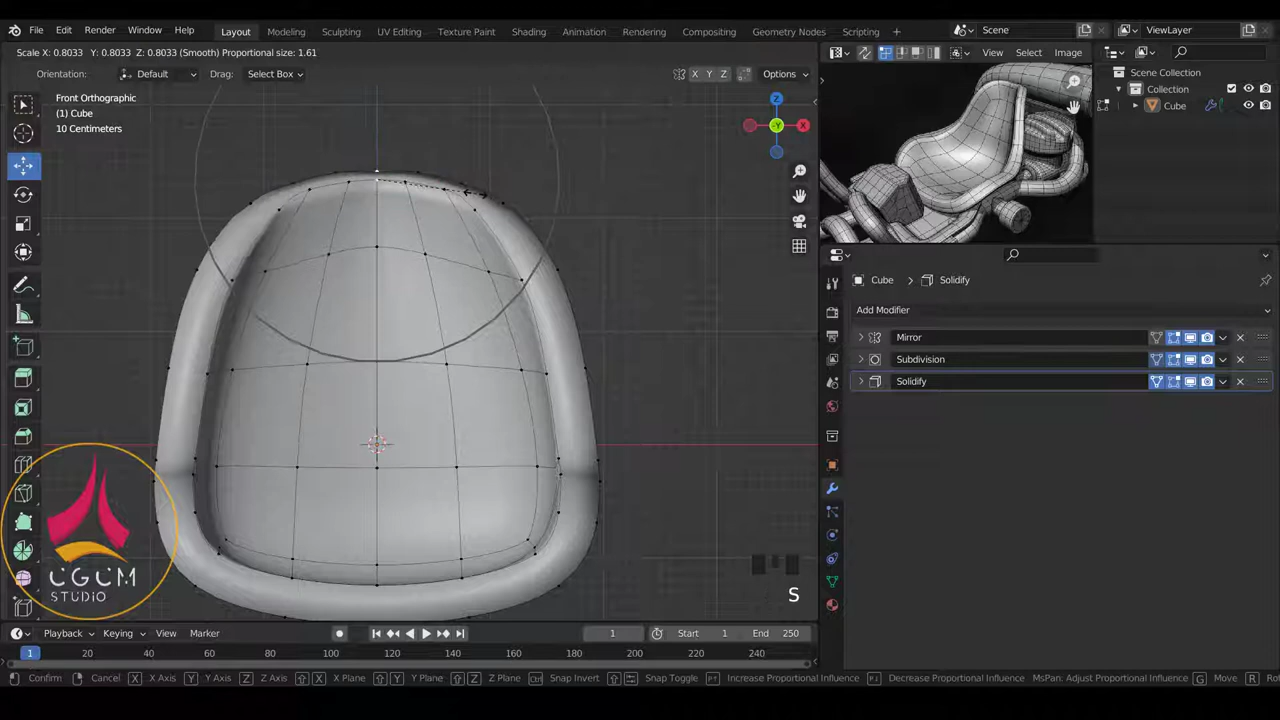 File Edit Render Window Help Layout Modeling Sculpting UV Editing Texture Paint Shading Animation Rendering Compositing Geometry Nodes Scripting Scene ViewLayer
Scale X: 0.8033 Y: 0.8033 Z: 0.8033 (Smooth) Proportional size: 1.61
View Select Image
Orientation: Default Drag: Select Box X Y Z Options
Scene Collection
Collection
Cube
Front Orthographic
(1) Cube
10 Centimeters
Z
-Y
X
Cube Solidify
Add Modifier
Mirror
Subdivision
Solidify
CGCM
STUDIO
S
Playback Keying View Marker 1 Start 1 End 250
1 20 40 60 80 100 120 140 160 180 200 220 240
Confirm Cancel X X Axis Y Y Axis Z Z Axis X X Plane Y Y Plane Z Z Plane Ctrl Snap Invert Snap Toggle Increase Proportional Influence Decrease Proportional Influence MsPan: Adjust Proportional Influence G Move R Rot